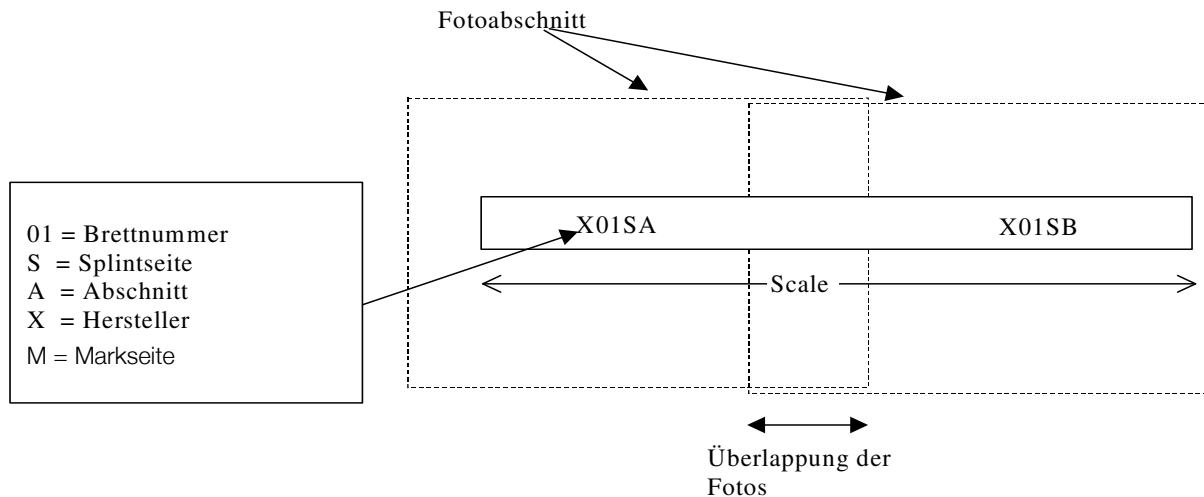 Fotoabschnitt
01 = Brettnummer
S = Splintseite
A = Abschnitt
X = Hersteller
M = Markseite
X01SA
X01SB
Scale
Überlappung der
Fotos